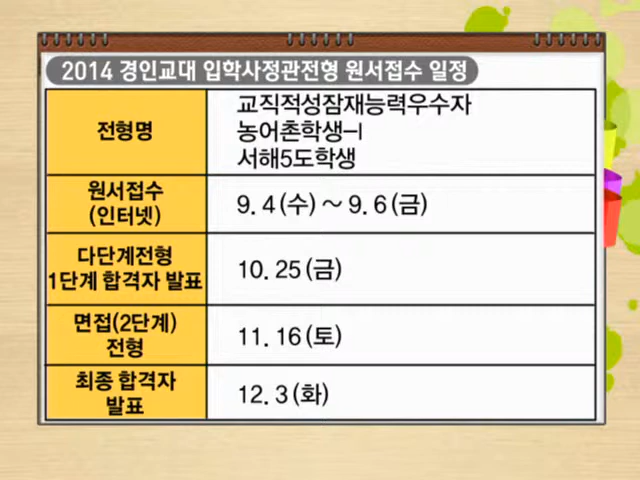 2014 경인교대 입학사정관전형 원서접수 일정
전형명
교직적성잠재능력우수자
농어촌학생-I
서해5도학생
원서접수
(인터넷)
9. 4 (수) ~ 9. 6 (금)
다단계전형
1단계 합격자 발표
10. 25 (금)
면접(2단계)
전형
11. 16 (토)
최종 합격자
발표
12. 3 (화)